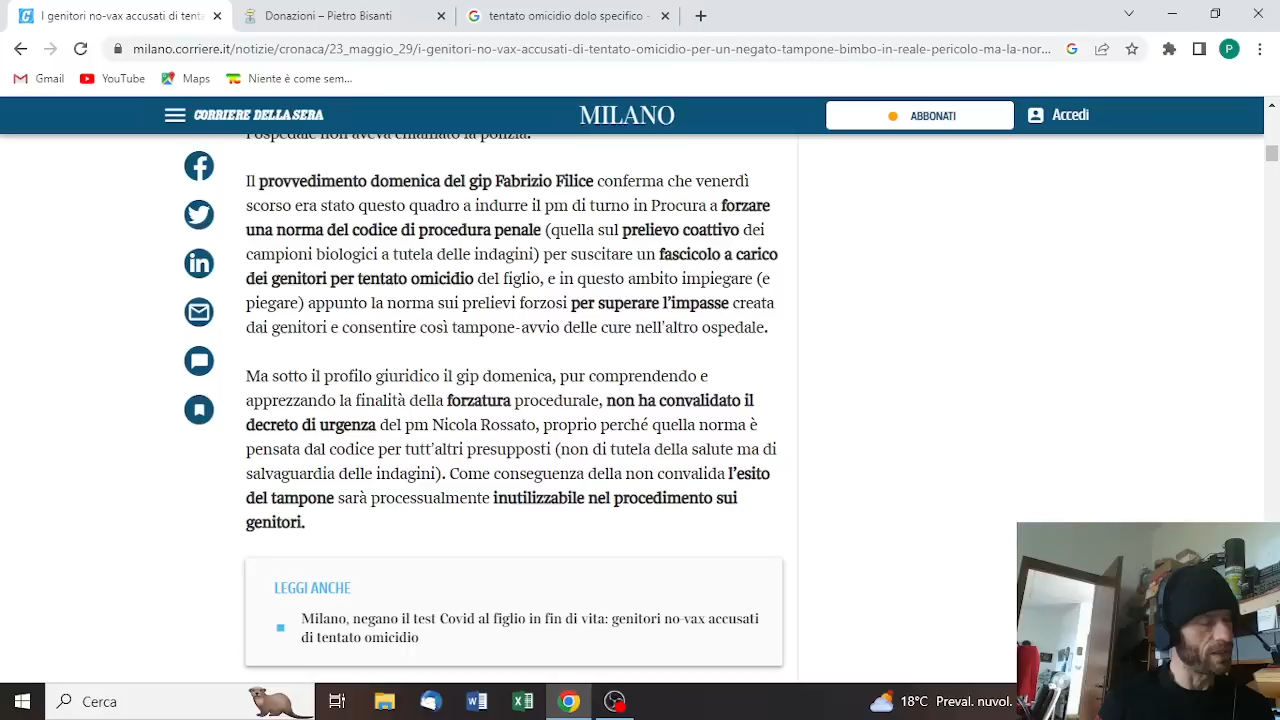 I genitori no-vax accusati di tenta
Donazioni – Pietro Bisanti
tentato omicidio dolo specifico -
milano.corriere.it/notizie/cronaca/23_maggio_29/i-genitori-no-vax-accusati-di-tentato-omicidio-per-un-negato-tampone-bimbo-in-reale-pericolo-ma-la-nor...
P
Gmail
YouTube
Maps
Niente è come sem...
CORRIERE DELLA SERA
MILANO
ABBONATI
Accedi
l'ospedale non aveva chiamato la polizia.
Il provvedimento domenica del gip Fabrizio Filice conferma che venerdì
scorso era stato questo quadro a indurre il pm di turno in Procura a forzare
una norma del codice di procedura penale (quella sul prelievo coattivo dei
campioni biologici a tutela delle indagini) per suscitare un fascicolo a carico
dei genitori per tentato omicidio del figlio, e in questo ambito impiegare (e
piegare) appunto la norma sui prelievi forzosi per superare l'impasse creata
dai genitori e consentire così tampone-avvio delle cure nell'altro ospedale.
Ma sotto il profilo giuridico il gip domenica, pur comprendendo e
apprezzando la finalità della forzatura procedurale, non ha convalidato il
decreto di urgenza del pm Nicola Rossato, proprio perché quella norma è
pensata dal codice per tutt'altri presupposti (non di tutela della salute ma di
salvaguardia delle indagini). Come conseguenza della non convalida l'esito
del tampone sarà processualmente inutilizzabile nel procedimento sui
genitori.
LEGGI ANCHE
Milano, negano il test Covid al figlio in fin di vita: genitori no-vax accusati
di tentato omicidio
Cerca
18°C Preval. nuvol.